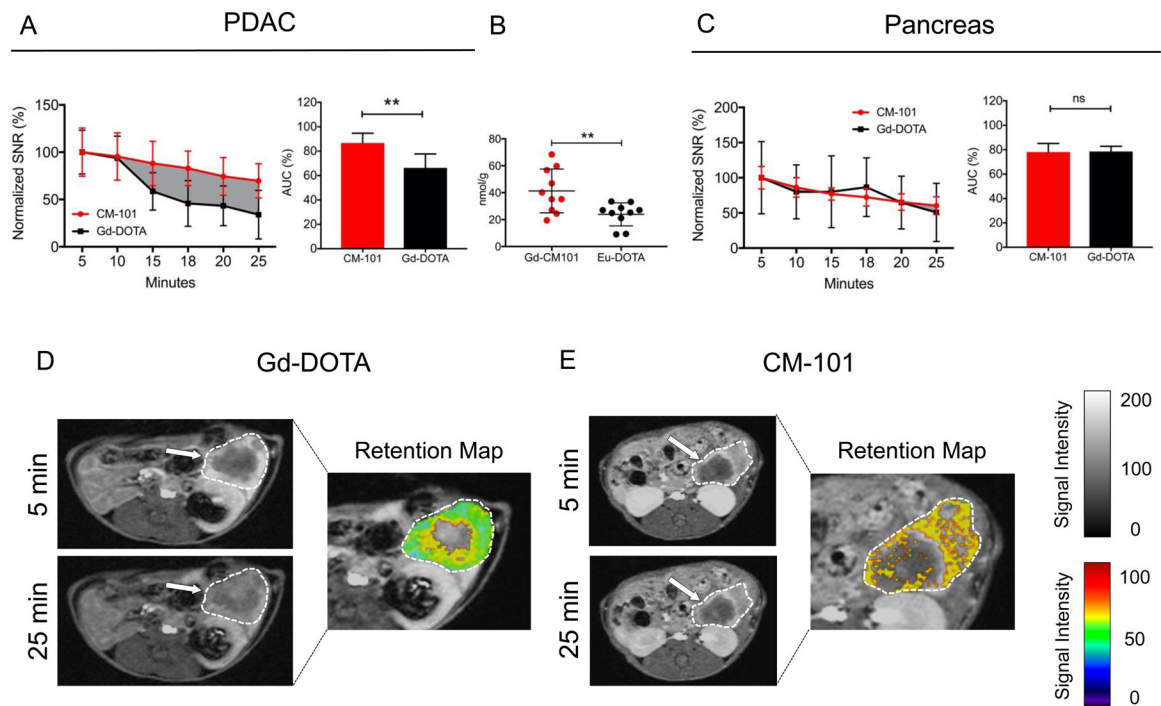 A
PDAC
B
C
Pancreas
Normalized SNR (%)
150
100
50
0
CM-101
Gd-DOTA
5 10 15 18 20 25
Minutes
AUC (%)
120
100
80
60
40
20
0
**
CM-101 Gd-DOTA
nmol/g
80
60
40
20
0
**
Gd-CM101 Eu-DOTA
Normalized SNR (%)
200
150
100
50
0
CM-101
Gd-DOTA
5 10 15 18 20 25
Minutes
AUC (%)
120
100
80
60
40
20
0
ns
CM-101 Gd-DOTA
D
Gd-DOTA
5 min
25 min
Retention Map
E
CM-101
5 min
25 min
Retention Map
Signal Intensity
200
100
0
Signal Intensity
100
50
0